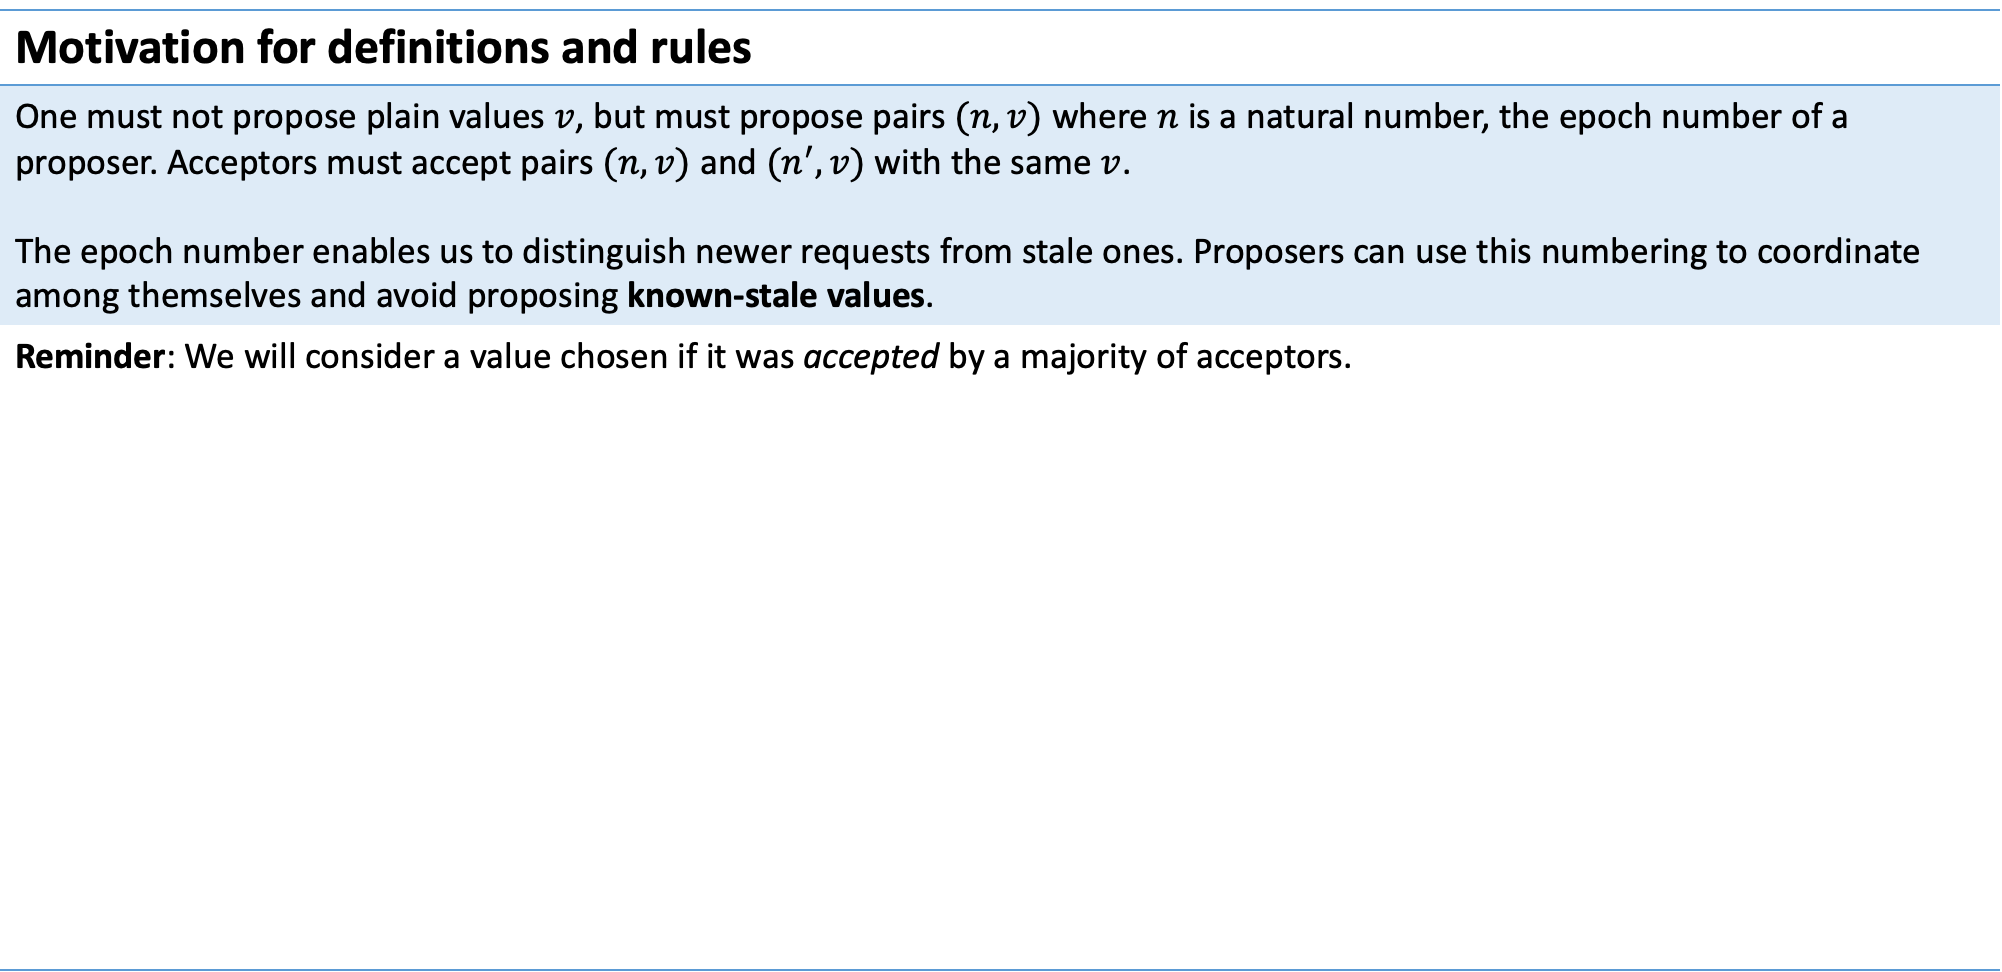 Motivation for definitions and rules
One must not propose plain values 𝑣, but must propose pairs (𝑛, 𝑣) where 𝑛 is a natural number, the epoch number of a
proposer. Acceptors must accept pairs (𝑛, 𝑣) and (𝑛′, 𝑣) with the same 𝑣.
The epoch number enables us to distinguish newer requests from stale ones. Proposers can use this numbering to coordinate
among themselves and avoid proposing known-stale values.
Reminder: We will consider a value chosen if it was accepted by a majority of acceptors.